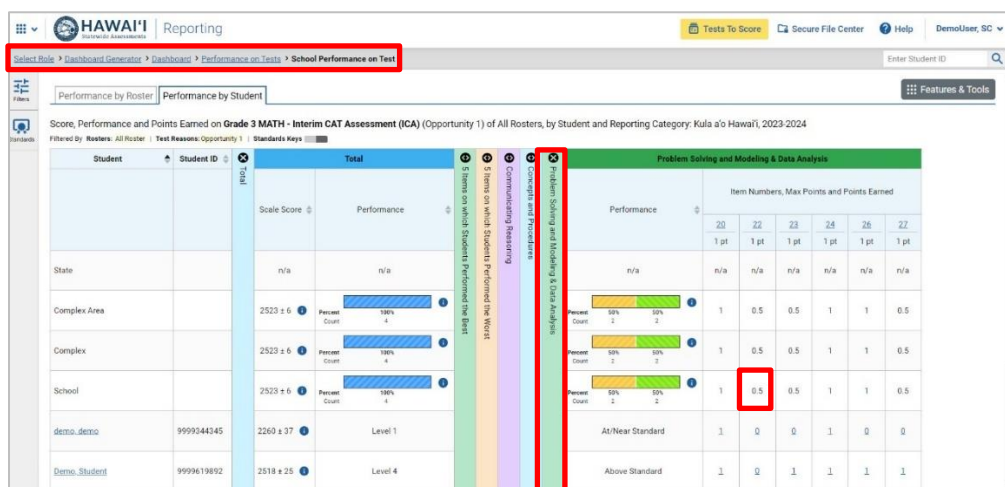 HAWAI'I
Statewide Assessments
Reporting
Tests To Score
Secure File Center
Help
DemoUser, SC
Select Role > Dashboard Generator > Dashboard > Performance on Tests > School Performance on Test
Enter Student ID
Filters
Standards
Performance by Roster
Performance by Student
Features & Tools
Score, Performance and Points Earned on Grade 3 MATH - Interim CAT Assessment (ICA) (Opportunity 1) of All Rosters, by Student and Reporting Category: Kula a'o Hawai'i, 2023-2024
Filtered By Rosters: All Roster | Test Reasons: Opportunity 1 | Standards Keys
Student
Student ID
Total
Total
5 Items on which Students Performed the Best
5 Items on which Students Performed the Worst
Communicating Reasoning
Concepts and Procedures
Problem Solving and Modeling & Data Analysis
Problem Solving and Modeling & Data Analysis
Scale Score
Performance
Performance
Item Numbers, Max Points and Points Earned
20 22 23 24 26 27
1 pt 1 pt 1 pt 1 pt 1 pt 1 pt
State n/a n/a n/a n/a n/a n/a n/a n/a n/a
Complex Area 2523 ± 6 Percent 100% Percent 50% 50% 1 0.5 0.5 1 1 0.5
Count 4 Count 2 2
Complex 2523 ± 6 Percent 100% Percent 50% 50% 1 0.5 0.5 1 1 0.5
Count 4 Count 2 2
School 2523 ± 6 Percent 100% Percent 50% 50% 1 0.5 0.5 1 1 0.5
Count 4 Count 2 2
demo, demo 9999344345 2260 ± 37 Level 1 At/Near Standard 1 0 0 1 0 0
Demo, Student 9999619892 2518 ± 25 Level 4 Above Standard 1 0 1 1 1 1